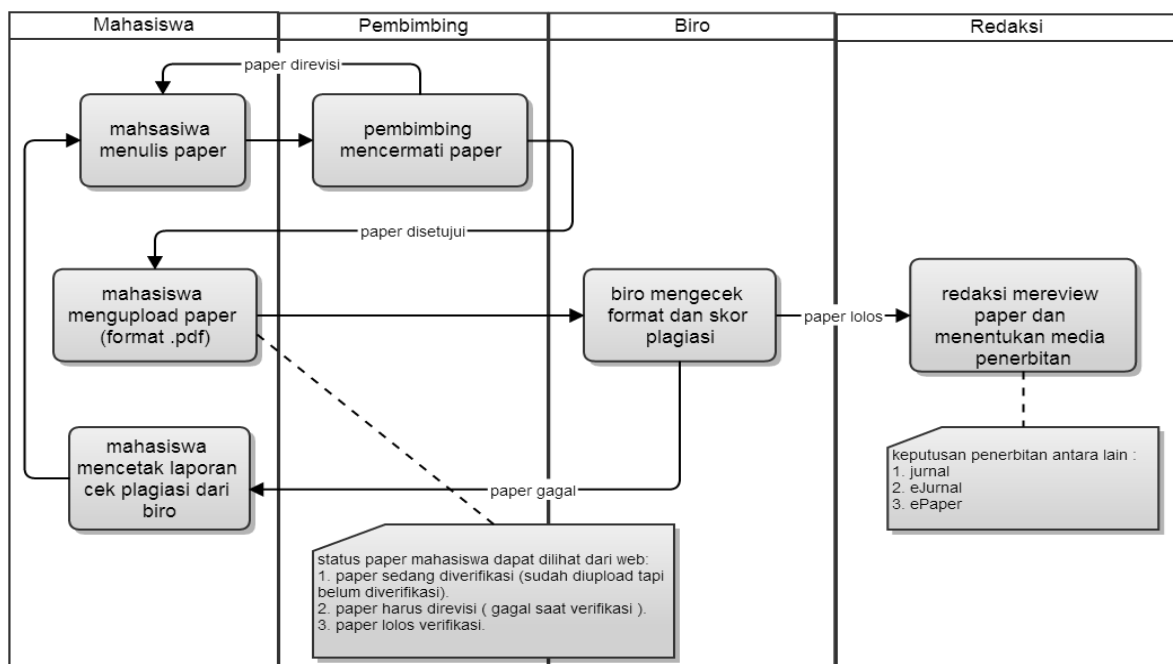 Mahasiswa
Pembimbing
Biro
Redaksi
paper direvisi
mahsasiwa
menulis paper
pembimbing
mencermati paper
paper disetujui
mahasiswa
mengupload paper
(format .pdf)
biro mengecek
format dan skor
plagiasi
paper lolos
redaksi mereview
paper dan
menentukan media
penerbitan
mahasiswa
mencetak laporan
cek plagiasi dari
biro
paper gagal
keputusan penerbitan antara lain :
1. jurnal
2. eJurnal
3. ePaper
status paper mahasiswa dapat dilihat dari web:
1. paper sedang diverifikasi (sudah diupload tapi
belum diverifikasi).
2. paper harus direvisi ( gagal saat verifikasi ).
3. paper lolos verifikasi.